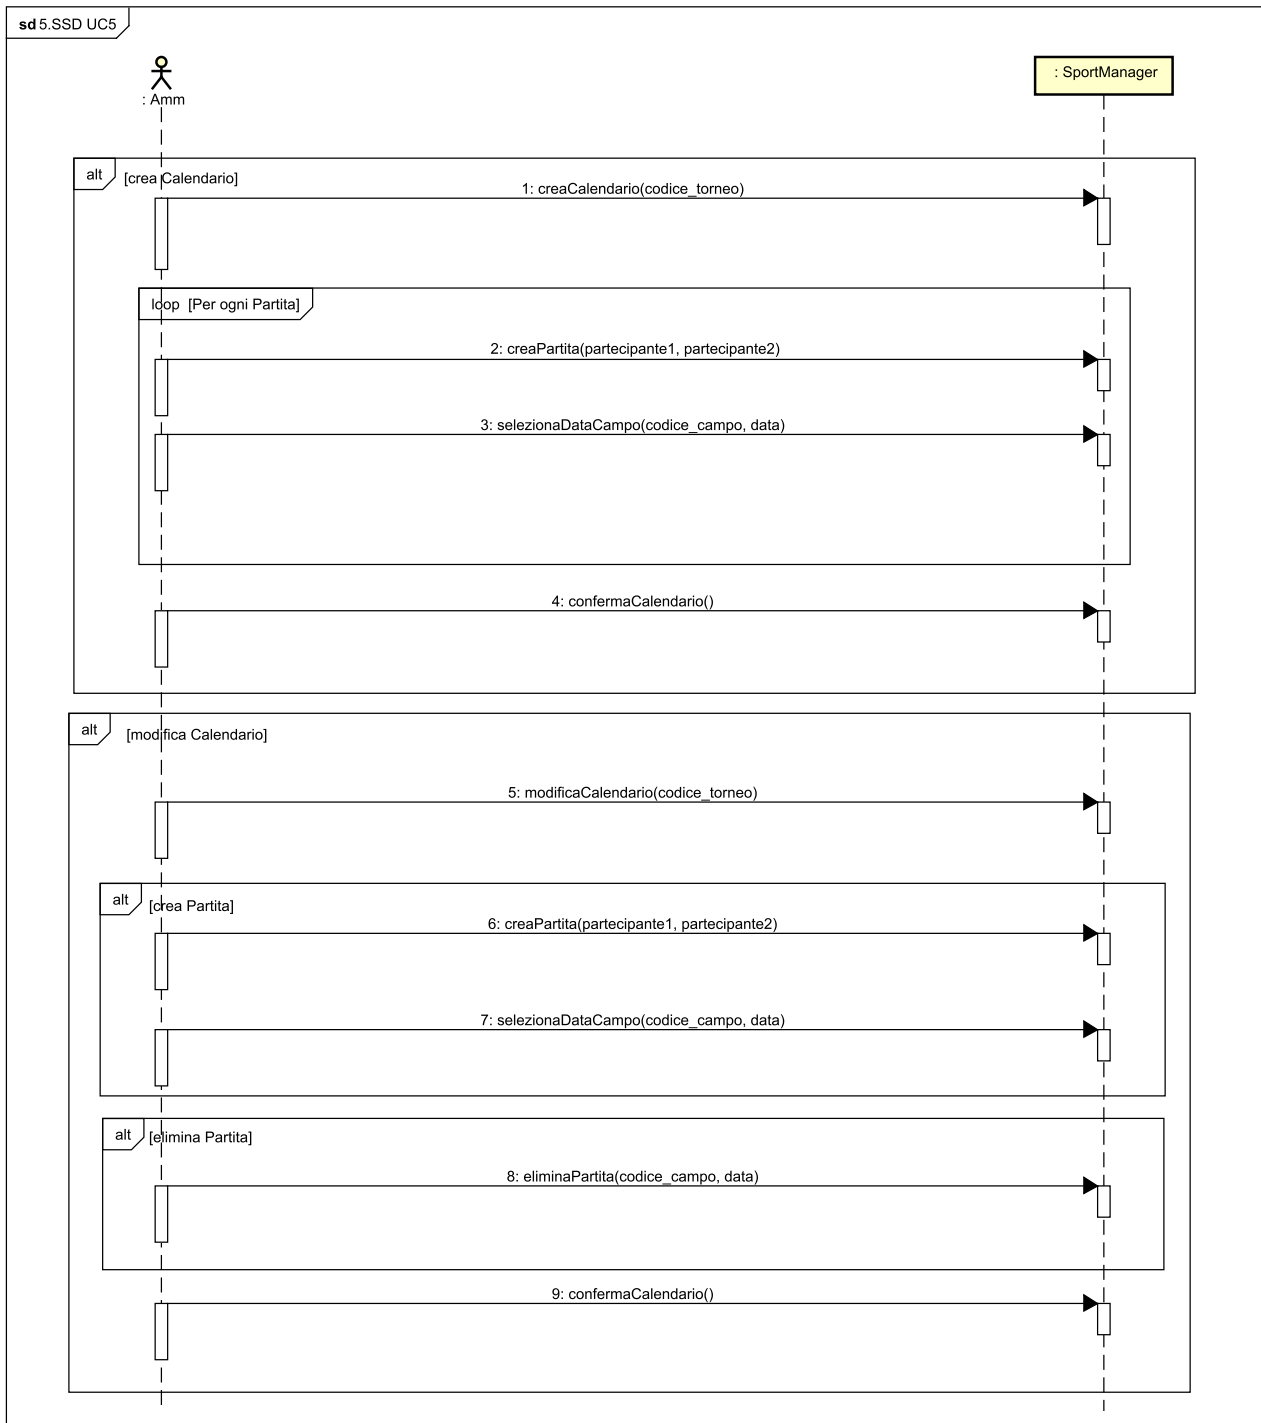 sd 5.SSD UC5
: Amm
: SportManager
alt
[crea Calendario]
1: creaCalendario(codice_torneo)
loop [Per ogni Partita]
2: creaPartita(partecipante1, partecipante2)
3: selezionaDataCampo(codice_campo, data)
4: confermaCalendario()
alt
[modifica Calendario]
5: modificaCalendario(codice_torneo)
alt
[crea Partita]
6: creaPartita(partecipante1, partecipante2)
7: selezionaDataCampo(codice_campo, data)
alt
[elimina Partita]
8: eliminaPartita(codice_campo, data)
9: confermaCalendario()